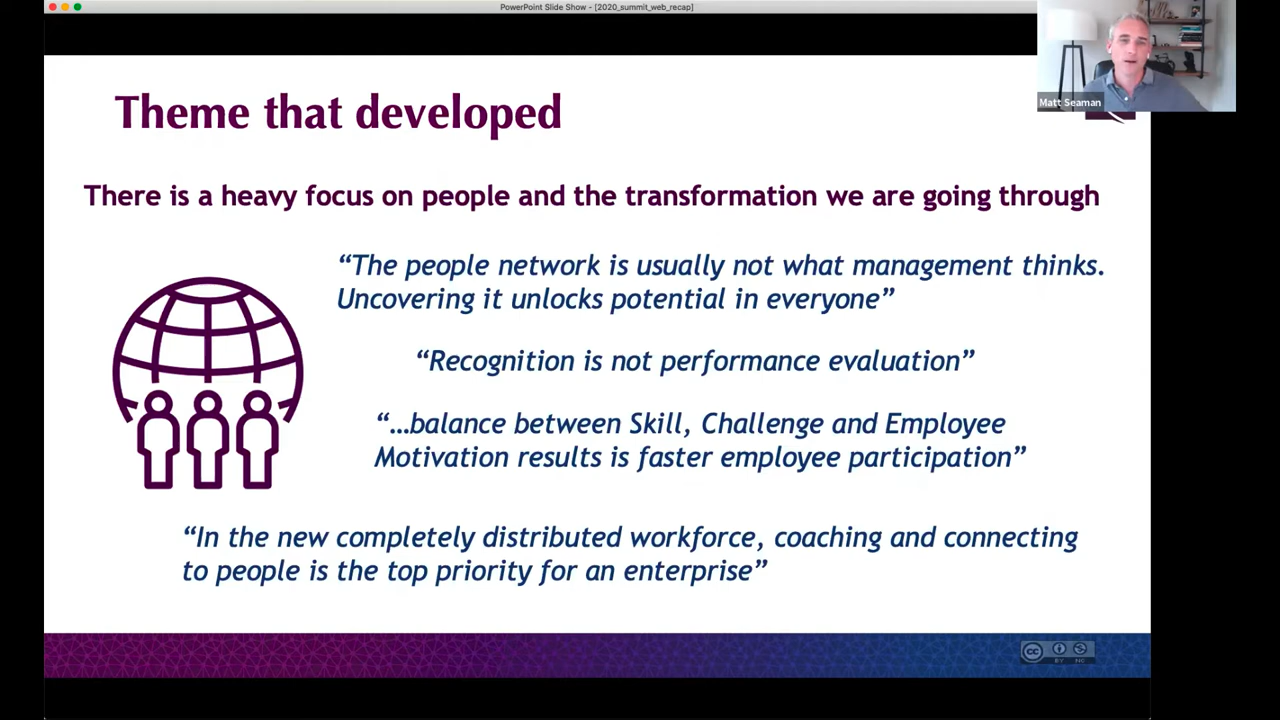 PowerPoint Slide Show - [2020_summit_web_recap]
Matt Seaman
Theme that developed
There is a heavy focus on people and the transformation we are going through
“The people network is usually not what management thinks.
Uncovering it unlocks potential in everyone”
“Recognition is not performance evaluation”
“…balance between Skill, Challenge and Employee
Motivation results is faster employee participation”
“In the new completely distributed workforce, coaching and connecting
to people is the top priority for an enterprise”
cc
BY NC